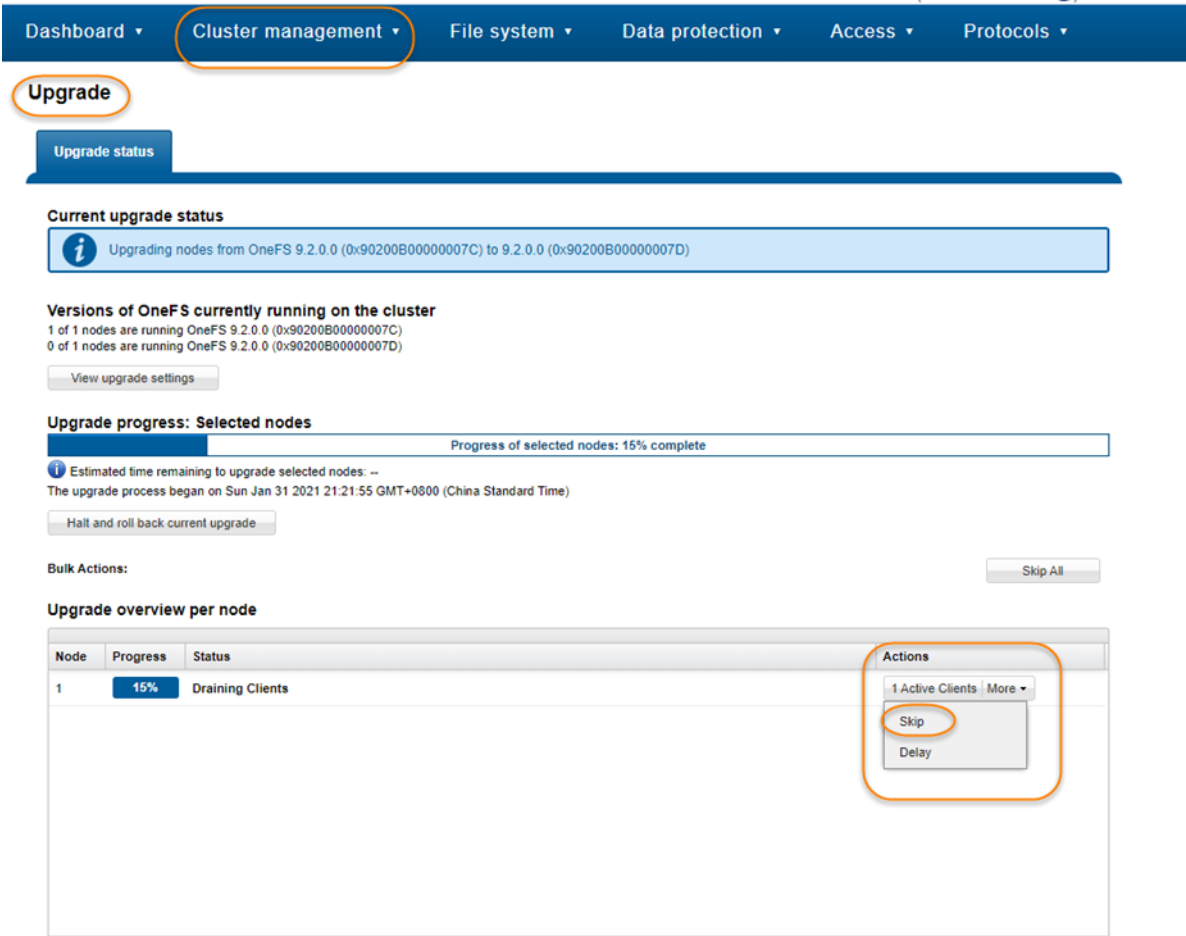 Dashboard Cluster management File system Data protection Access Protocols
Upgrade
Upgrade status
Current upgrade status
Upgrading nodes from OneFS 9.2.0.0 (0x90200B00000007C) to 9.2.0.0 (0x90200B00000007D)
Versions of OneFS currently running on the cluster
1 of 1 nodes are running OneFS 9.2.0.0 (0x90200B00000007C)
0 of 1 nodes are running OneFS 9.2.0.0 (0x90200B00000007D)
View upgrade settings
Upgrade progress: Selected nodes
Progress of selected nodes: 15% complete
Estimated time remaining to upgrade selected nodes: --
The upgrade process began on Sun Jan 31 2021 21:21:55 GMT+0800 (China Standard Time)
Halt and roll back current upgrade
Bulk Actions: Skip All
Upgrade overview per node
Node Progress Status Actions
1 15% Draining Clients 1 Active Clients More
Skip
Delay